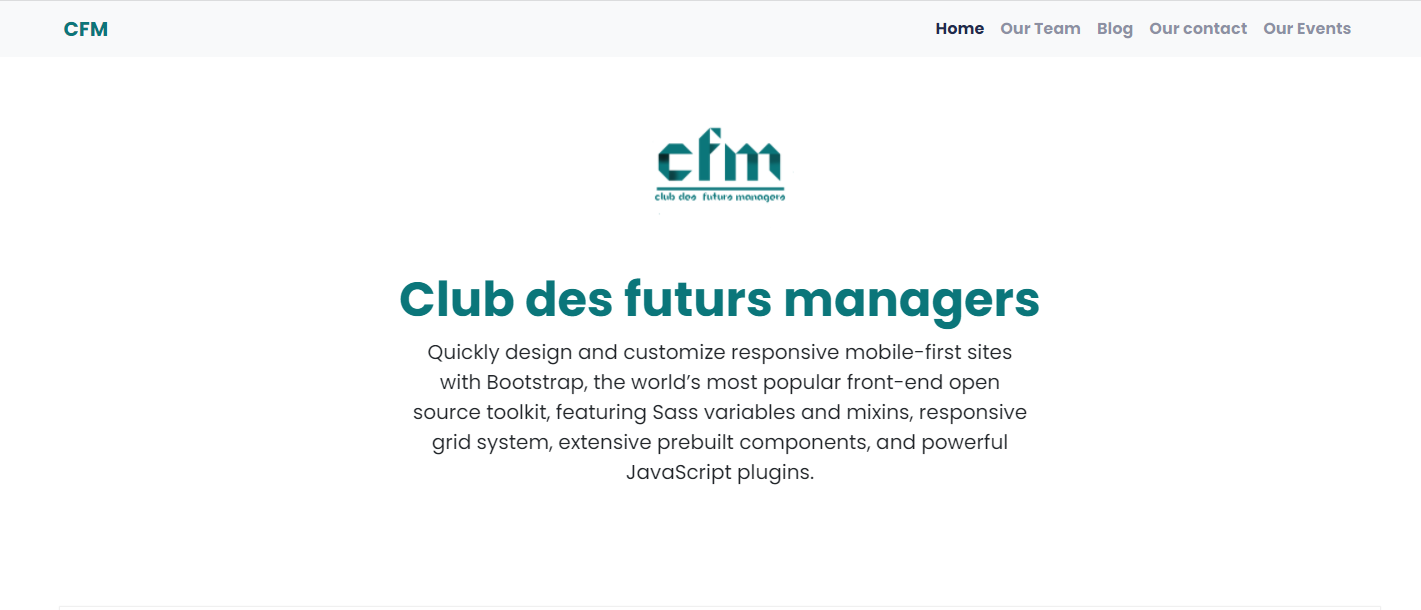 CFM
Home Our Team Blog Our contact Our Events
cfm
club des futurs managers
Club des futurs managers
Quickly design and customize responsive mobile-first sites
with Bootstrap, the world’s most popular front-end open
source toolkit, featuring Sass variables and mixins, responsive
grid system, extensive prebuilt components, and powerful
JavaScript plugins.